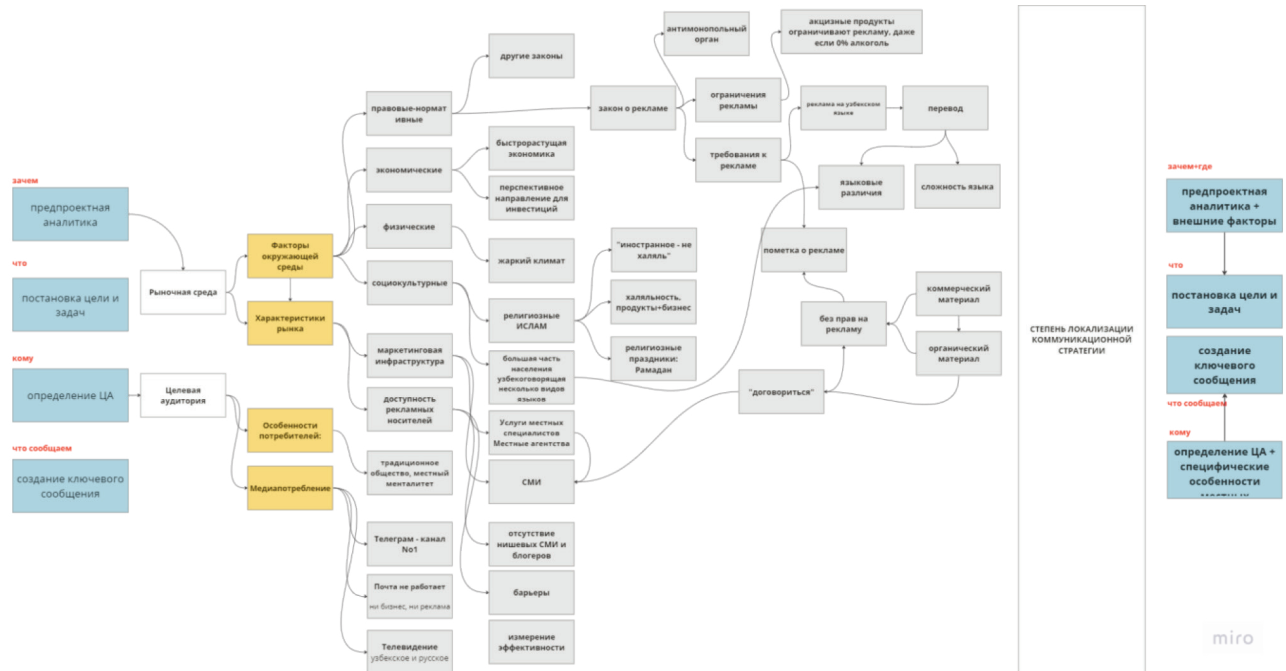 зачем
предпроектная
аналитика
что
постановка цели и
задач
кому
определение ЦА
что сообщаем
создание ключевого
сообщения
Рыночная среда
Целевая
аудитория
Факторы
окружающей
среды
Характеристики
рынка
Особенности
потребителей:
Медиапотребление
правовые-нормат
ивные
экономические
физические
социокультурные
маркетинговая
инфраструктура
доступность
рекламных
носителей
традиционное
общество, местный
менталитет
Телеграм - канал
No1
Почта не работает
ни бизнес, ни реклама
Телевидение
узбекское и русское
другие законы
быстрорастущая
экономика
перспективное
направление для
инвестиций
жаркий климат
религиозные
ИСЛАМ
большая часть
населения
узбекоговорящая
несколько видов
языков
Услуги местных
специалистов
Местные агентства
СМИ
отсутствие
нишевых СМИ и
блогеров
барьеры
измерение
эффективности
"иностранное - не
халяль"
халяльность,
продукты+бизнес
религиозные
праздники:
Рамадан
закон о рекламе
антимонопольный
орган
ограничения
рекламы
требования к
рекламе
акцизные продукты
ограничивают рекламу, даже
если 0% алкоголь
реклама на узбекском
языке
перевод
языковые
различия
сложность языка
пометка о рекламе
без прав на
рекламу
коммерческий
материал
органический
материал
"договориться"
СТЕПЕНЬ ЛОКАЛИЗАЦИИ
КОММУНИКАЦИОННОЙ
СТРАТЕГИИ
зачем+где
предпроектная
аналитика +
внешние факторы
что
постановка цели и
задач
создание
ключевого
сообщения
что сообщаем
кому
определение ЦА +
специфические
особенности
miro